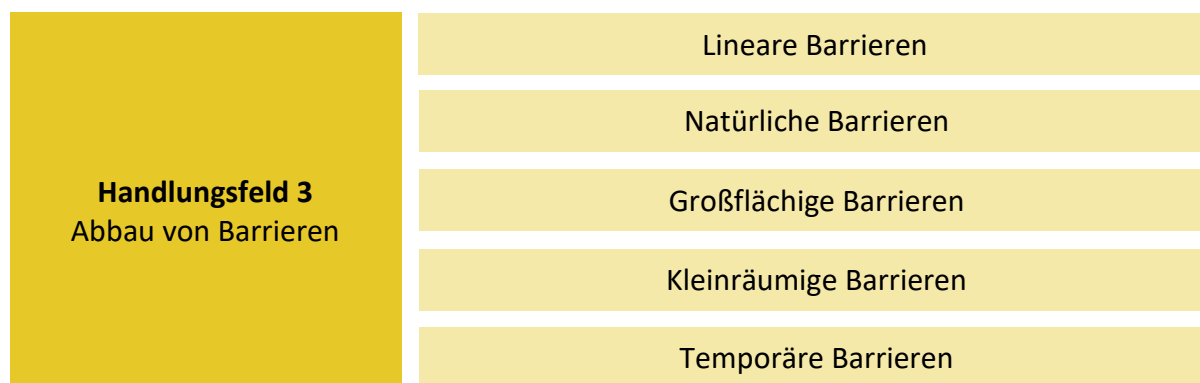 Handlungsfeld 3
Abbau von Barrieren
Lineare Barrieren
Natürliche Barrieren
Großflächige Barrieren
Kleinräumige Barrieren
Temporäre Barrieren